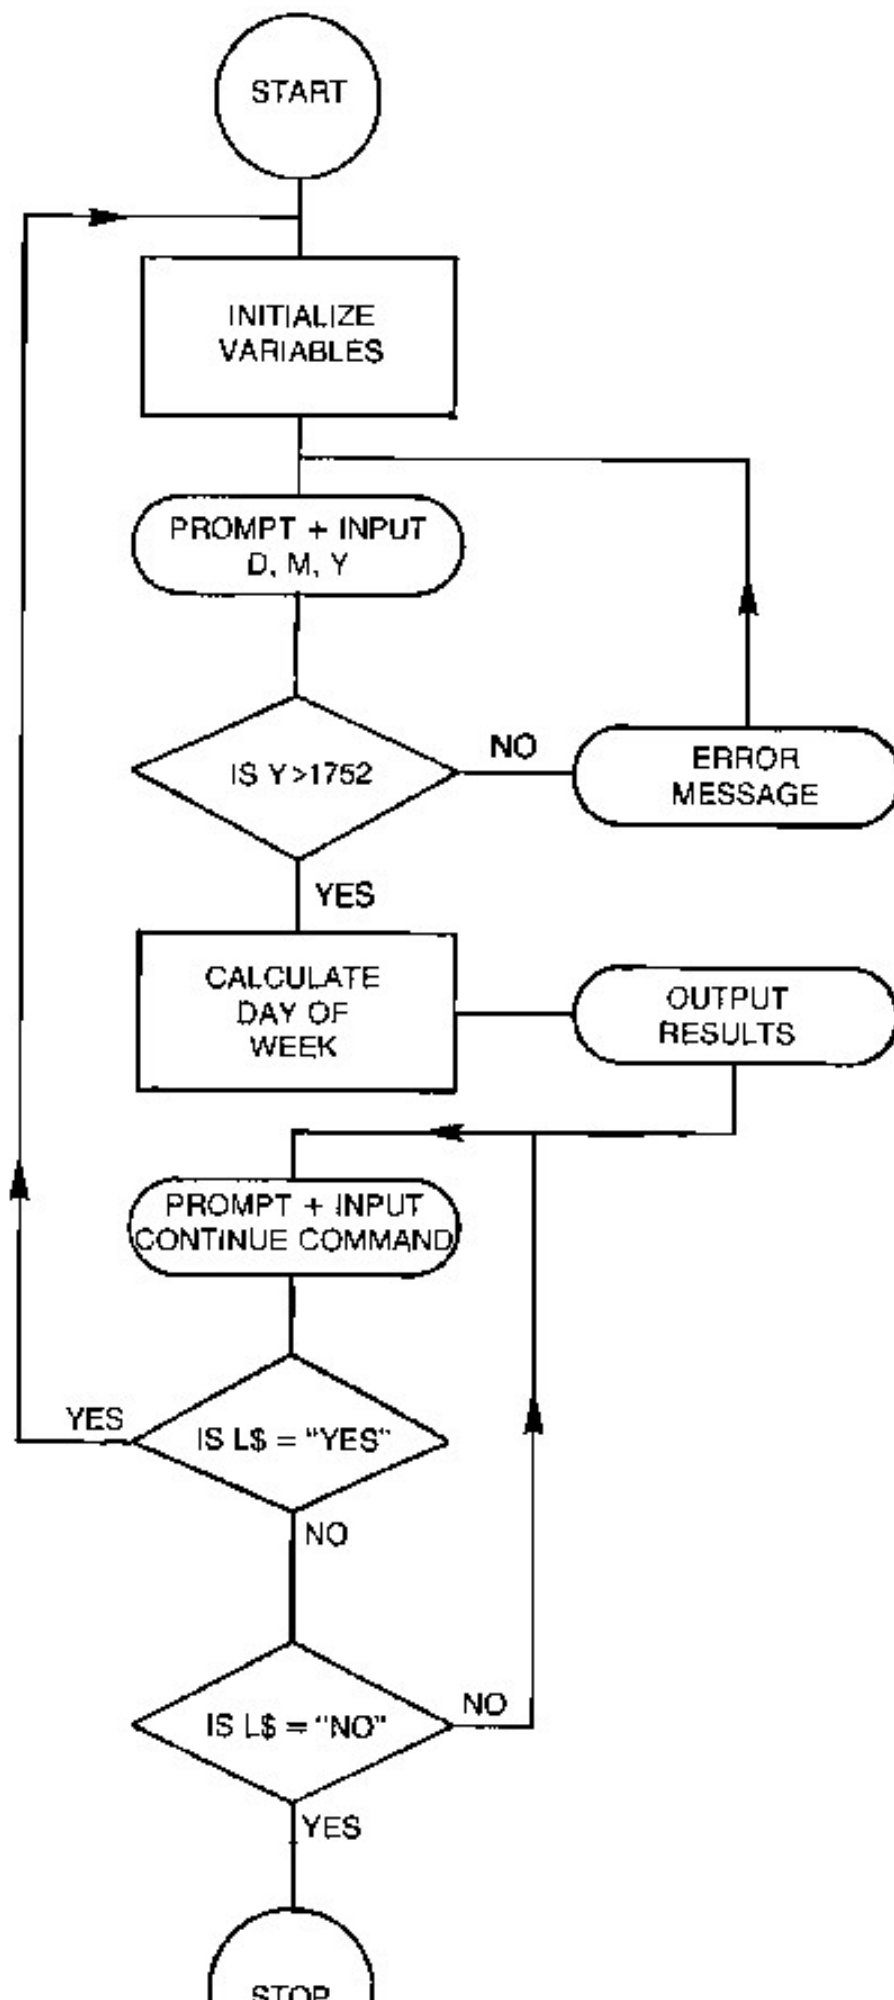 START
INITIALIZE
VARIABLES
PROMPT + INPUT
D, M, Y
IS Y>1752
NO
ERROR
MESSAGE
YES
CALCULATE
DAY OF
WEEK
OUTPUT
RESULTS
PROMPT + INPUT
CONTINUE COMMAND
YES
IS L$ = "YES"
NO
IS L$ = "NO"
NO
YES
STOP